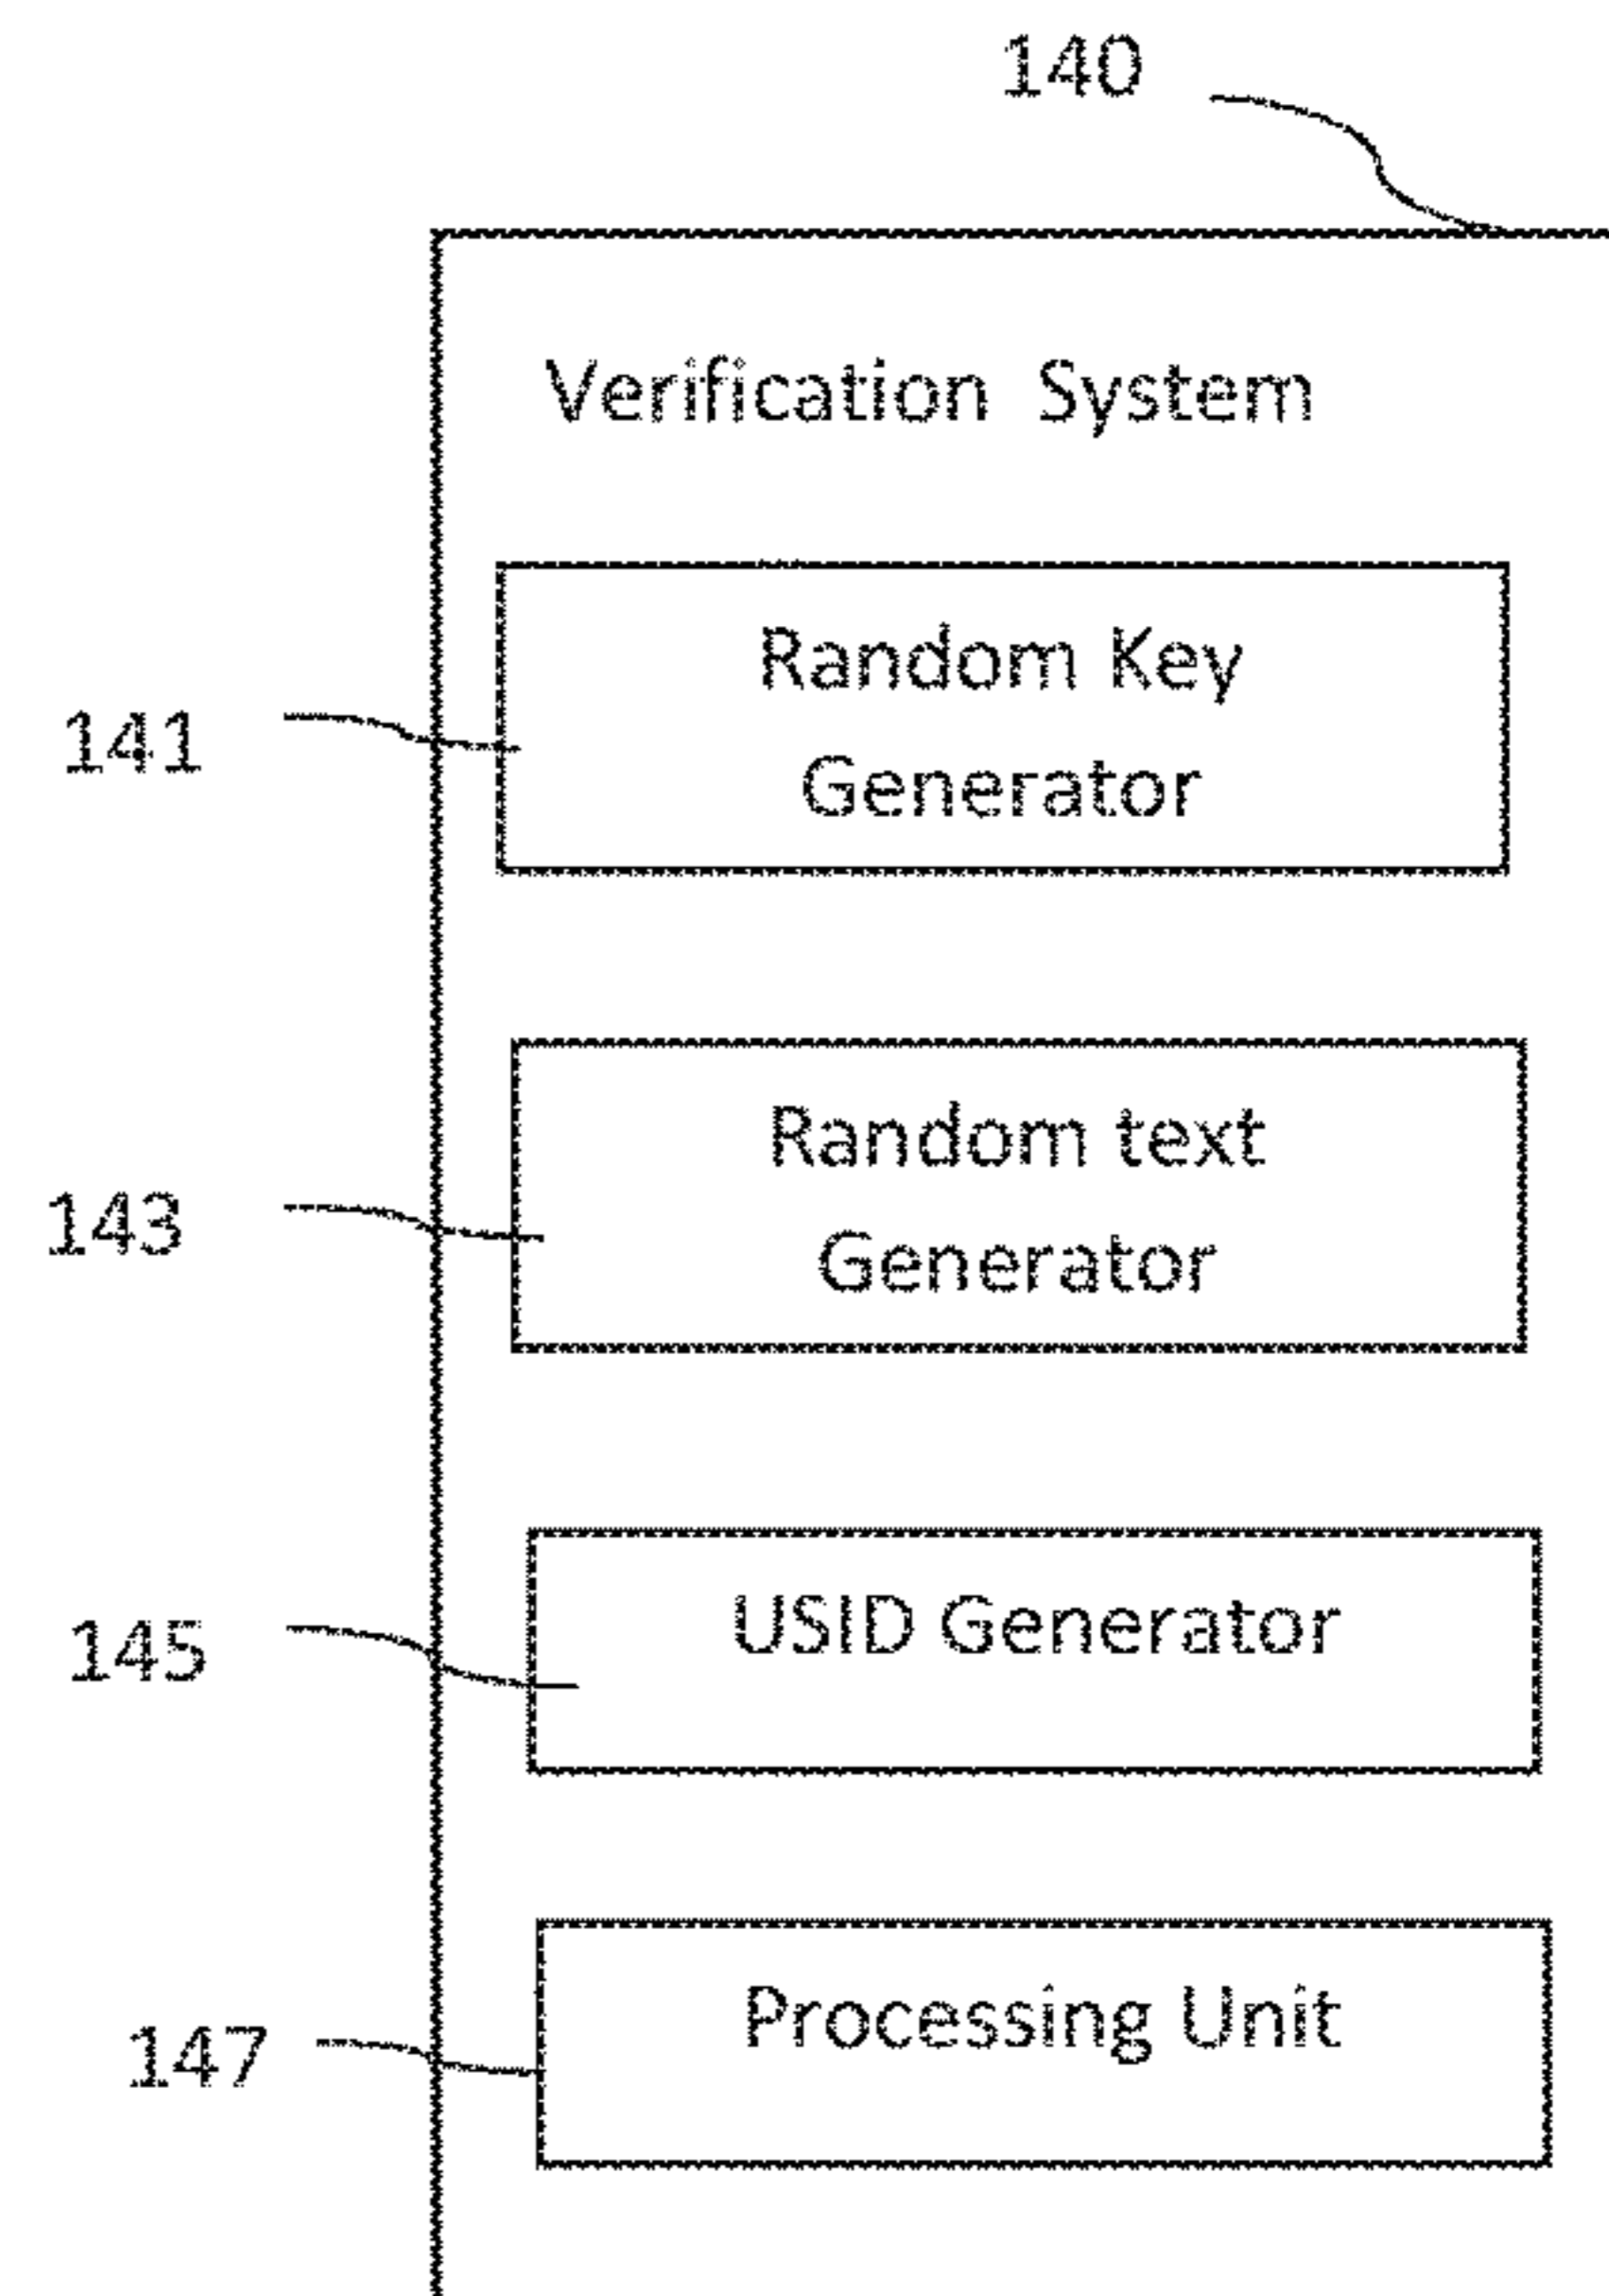 140
Verification System
Random Key
Generator
141
Random text
Generator
143
USID Generator
145
Processing Unit
147